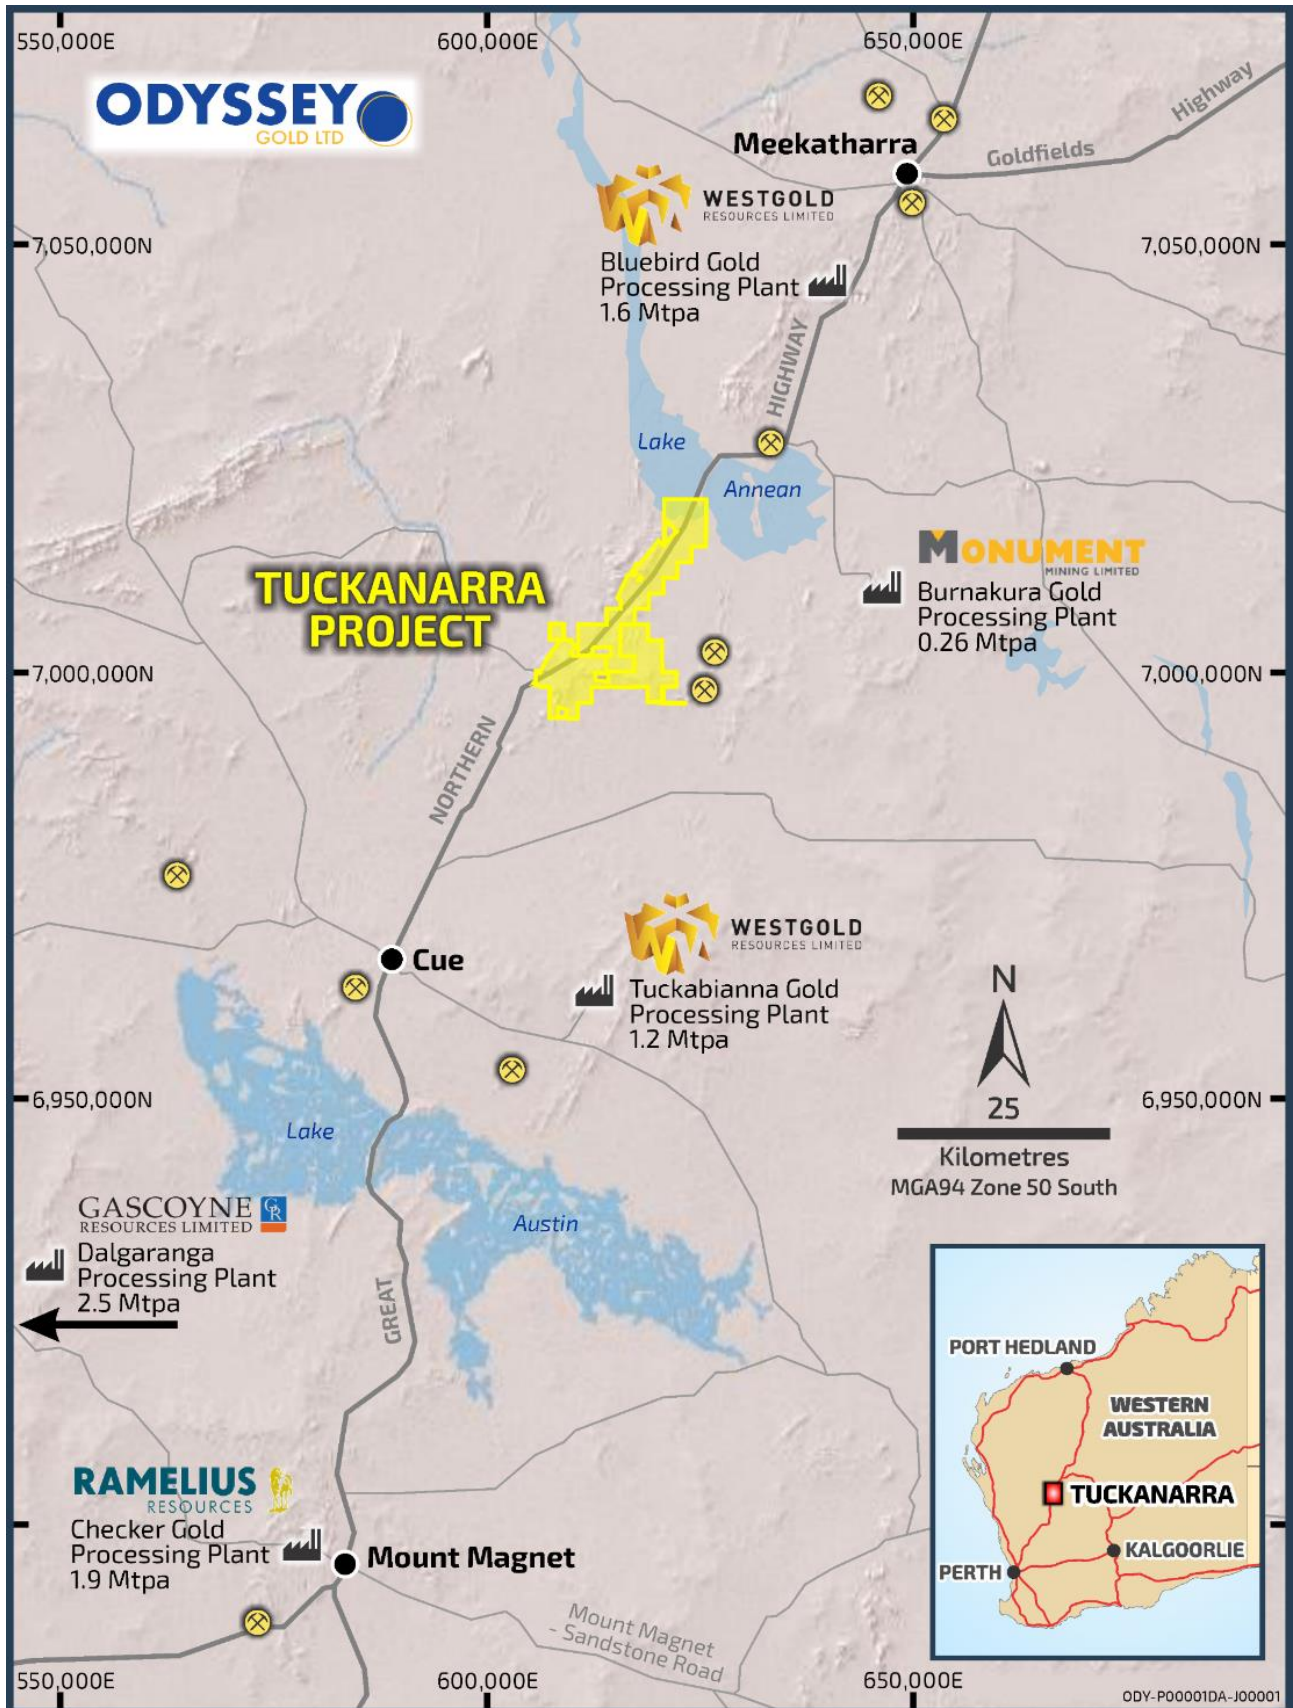 550,000E
600,000E
650,000E
ODYSSEY
GOLD LTD
Highway
Goldfields
Meekatharra
WESTGOLD
RESOURCES LIMITED
7,050,000N
7,050,000N
Bluebird Gold
Processing Plant
1.6 Mtpa
HIGHWAY
Lake
Annean
MONUMENT
MINING LIMITED
Burnakura Gold
Processing Plant
0.26 Mtpa
TUCKANARRA
PROJECT
7,000,000N
7,000,000N
NORTHERN
WESTGOLD
RESOURCES LIMITED
Cue
Tuckabianna Gold
Processing Plant
1.2 Mtpa
N
25
Kilometres
MGA94 Zone 50 South
6,950,000N
6,950,000N
Lake
Austin
GASCOYNE
RESOURCES LIMITED
GR
Dalgaranga
Processing Plant
2.5 Mtpa
GREAT
PORT HEDLAND
WESTERN
AUSTRALIA
TUCKANARRA
KALGOORLIE
PERTH
RAMELIUS
RESOURCES
Checker Gold
Processing Plant
1.9 Mtpa
Mount Magnet
Mount Magnet
- Sandstone Road
550,000E
600,000E
650,000E
ODY-P00001DA-J00001